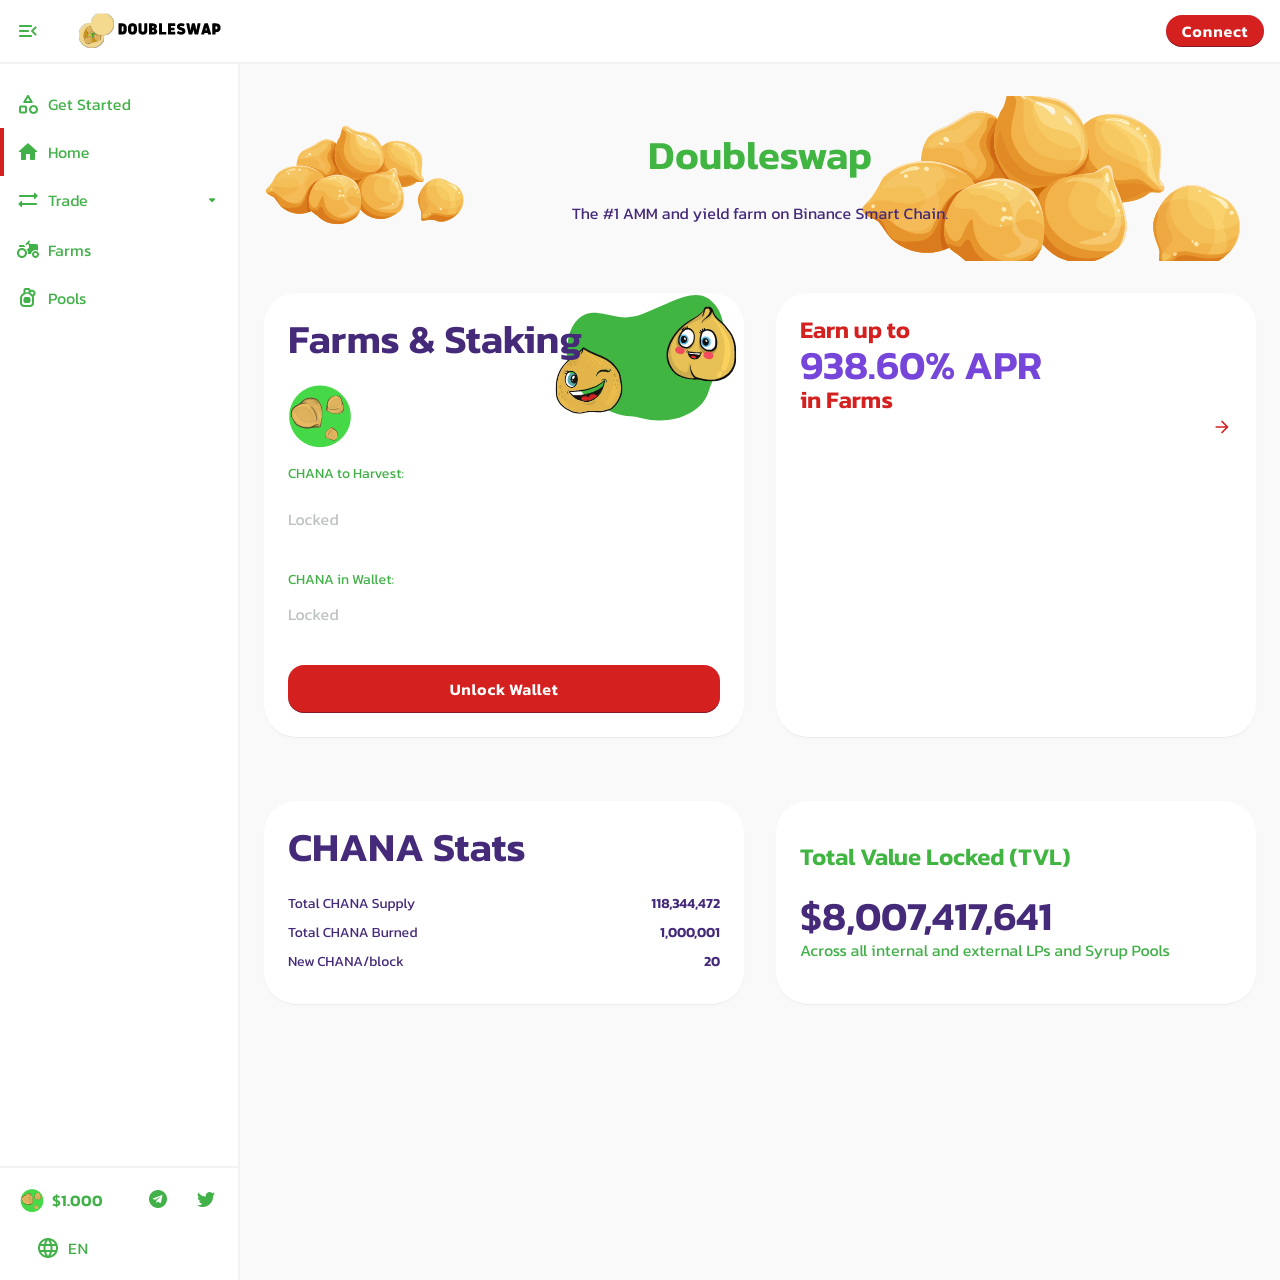 DOUBLESWAP
Connect
Get Started
Home
Trade
Farms
Pools
Doubleswap
The #1 AMM and yield farm on Binance Smart Chain.
Farms & Staking
CHANA to Harvest:
Locked
CHANA in Wallet:
Locked
Unlock Wallet
Earn up to
938.60% APR
in Farms
CHANA Stats
Total CHANA Supply 118,344,472
Total CHANA Burned 1,000,001
New CHANA/block 20
Total Value Locked (TVL)
$8,007,417,641
Across all internal and external LPs and Syrup Pools
$1.000
EN